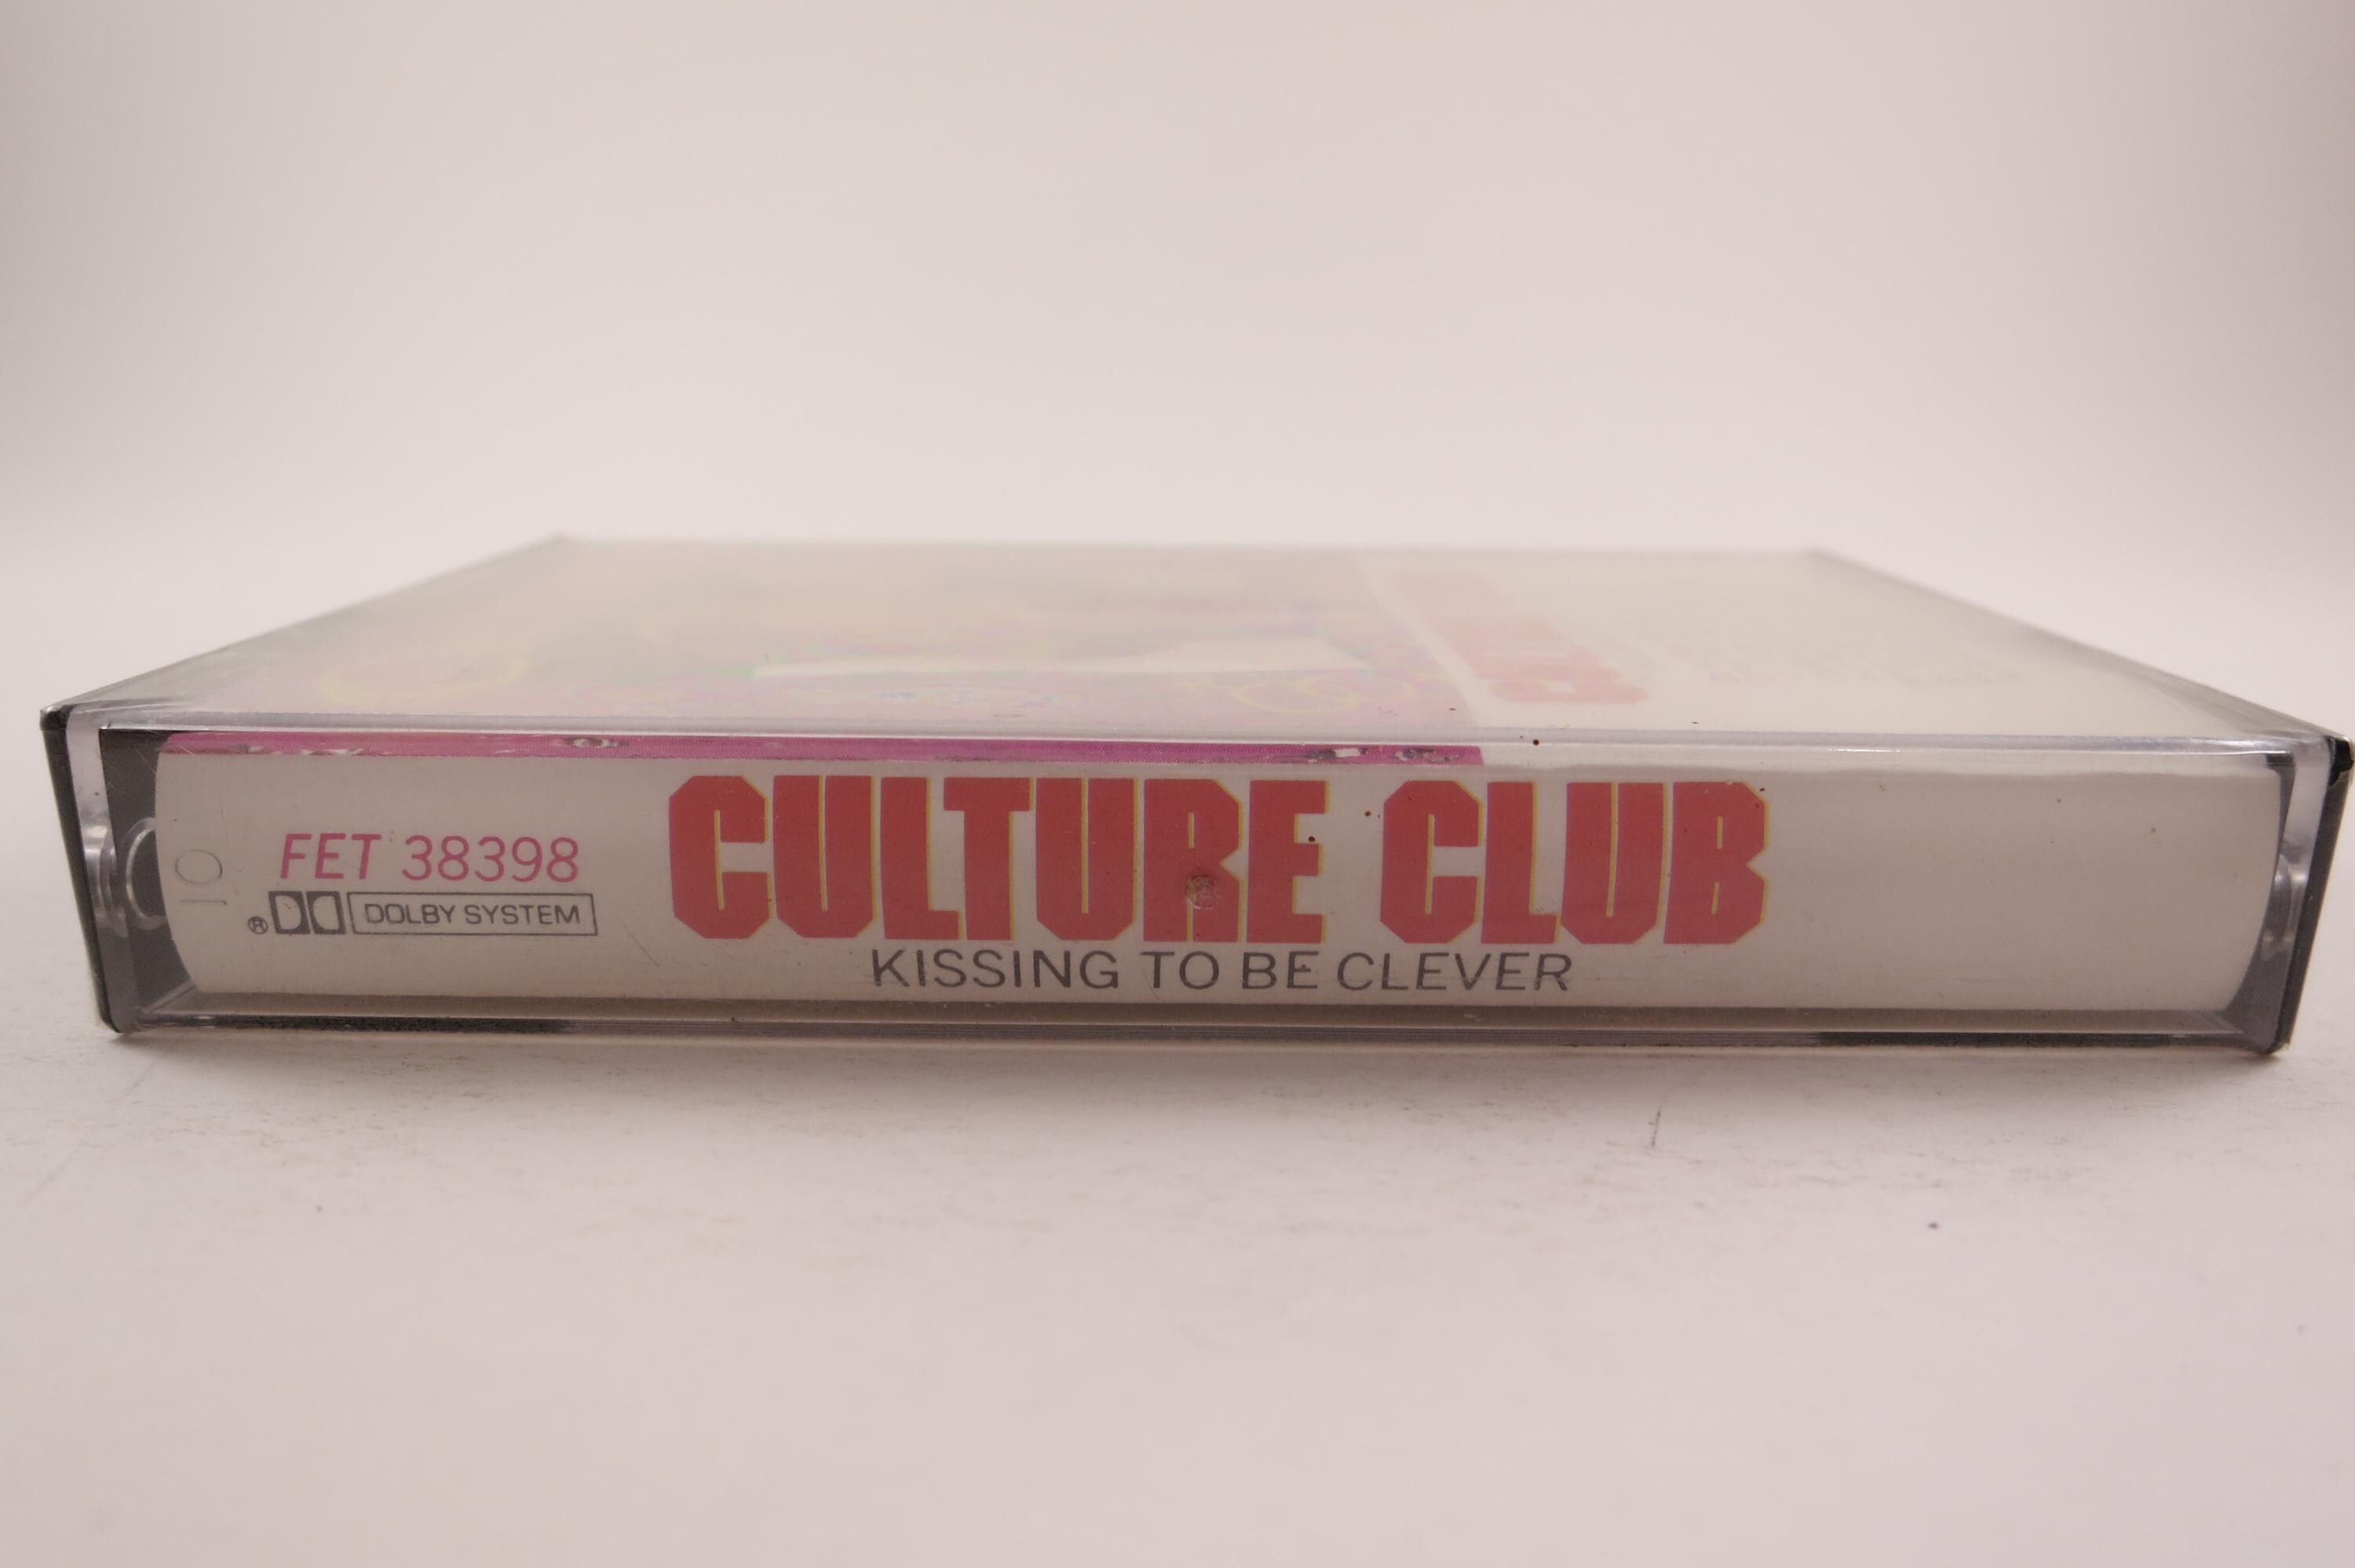 FET 38398
® DOLBY SYSTEM
CULTURE CLUB
KISSING TO BE CLEVER